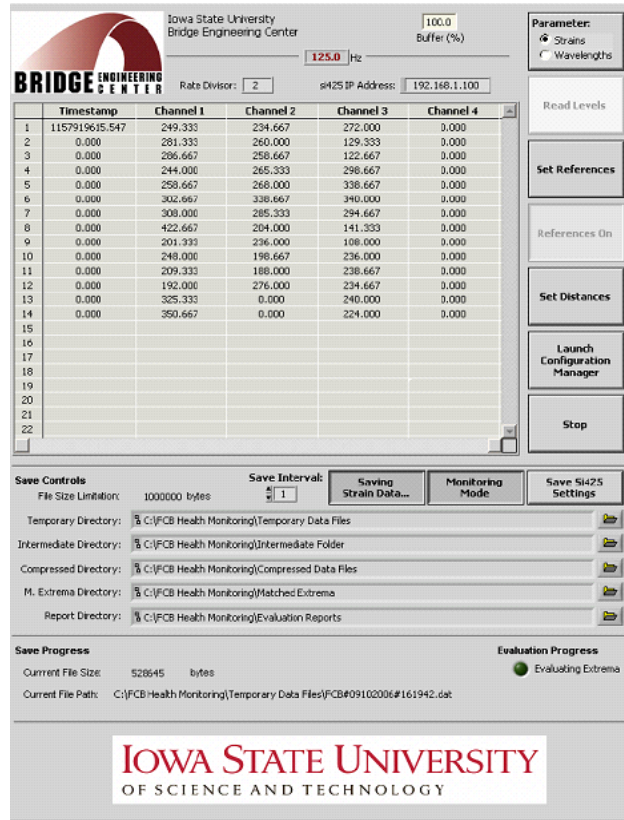 Iowa State University
Bridge Engineering Center
100.0
Buffer (%)
125.0 Hz
BRIDGE ENGINEERING CENTER
Rate Divisor: 2
si425 IP Address: 192.168.1.100
Parameter:
Strains
Wavelengths
Read Levels
Set References
References On
Set Distances
Launch
Configuration
Manager
Stop
Timestamp Channel 1 Channel 2 Channel 3 Channel 4
1 1157919615.547 249.333 234.667 272.000 0.000
2 0.000 281.333 260.000 129.333 0.000
3 0.000 286.667 258.667 122.667 0.000
4 0.000 244.000 265.333 298.667 0.000
5 0.000 258.667 268.000 338.667 0.000
6 0.000 302.667 338.667 340.000 0.000
7 0.000 308.000 285.333 294.667 0.000
8 0.000 422.667 204.000 141.333 0.000
9 0.000 201.333 236.000 108.000 0.000
10 0.000 248.000 198.667 236.000 0.000
11 0.000 209.333 188.000 238.667 0.000
12 0.000 192.000 276.000 234.667 0.000
13 0.000 325.333 0.000 240.000 0.000
14 0.000 350.667 0.000 224.000 0.000
15
16
17
18
19
20
21
22
Save Controls
File Size Limitation: 1000000 bytes
Save Interval:
1
Saving
Strain Data...
Monitoring
Mode
Save Si425
Settings
Temporary Directory: C:\FCB Health Monitoring\Temporary Data Files
Intermediate Directory: C:\FCB Health Monitoring\Intermediate Folder
Compressed Directory: C:\FCB Health Monitoring\Compressed Data Files
M. Extrema Directory: C:\FCB Health Monitoring\Matched Extrema
Report Directory: C:\FCB Health Monitoring\Evaluation Reports
Save Progress
Evaluation Progress
Currrent File Size: 528645 bytes
Evaluating Extrema
Current File Path: C:\FCB Health Monitoring\Temporary Data Files\FCB#09102006#161942.dat
IOWA STATE UNIVERSITY
OF SCIENCE AND TECHNOLOGY